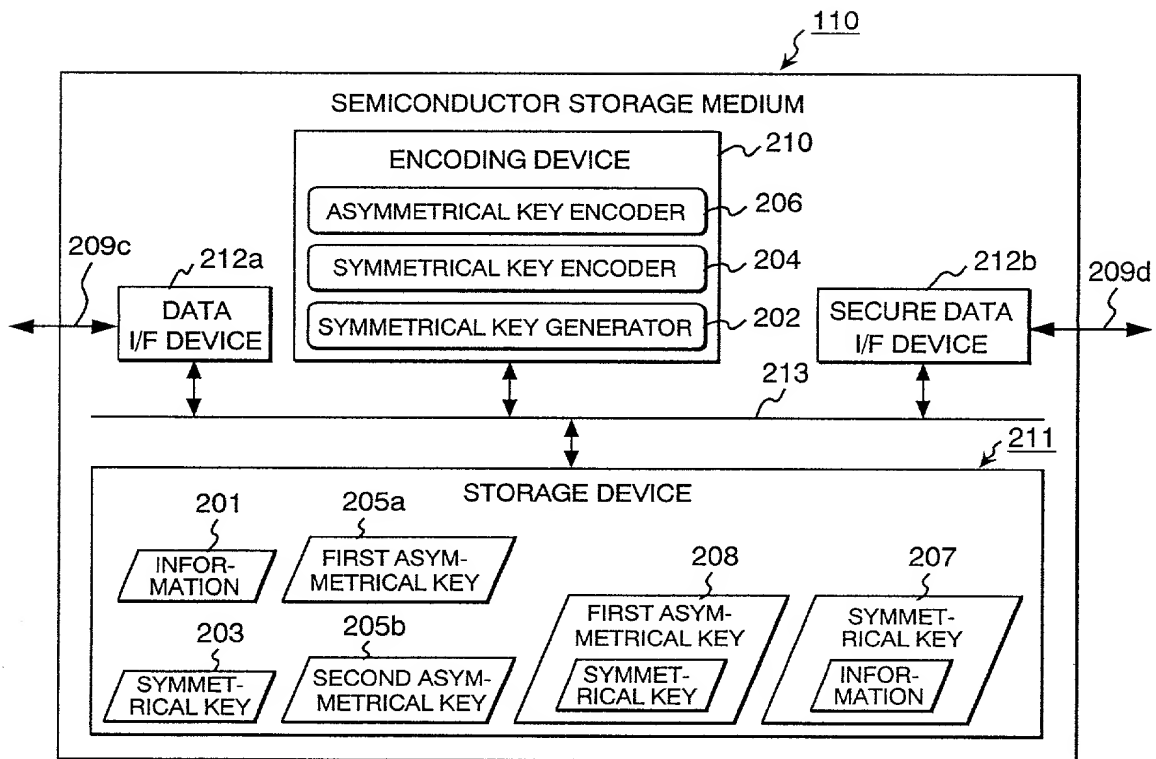 110
SEMICONDUCTOR STORAGE MEDIUM
210
ENCODING DEVICE
ASYMMETRICAL KEY ENCODER
206
SYMMETRICAL KEY ENCODER
204
SYMMETRICAL KEY GENERATOR
202
209c
212a
DATA
I/F DEVICE
212b
209d
SECURE DATA
I/F DEVICE
213
211
STORAGE DEVICE
201
INFOR-
MATION
205a
FIRST ASYM-
METRICAL KEY
203
SYMMET-
RICAL KEY
205b
SECOND ASYM-
METRICAL KEY
208
FIRST ASYM-
METRICAL KEY
SYMMET-
RICAL KEY
207
SYMMET-
RICAL KEY
INFOR-
MATION